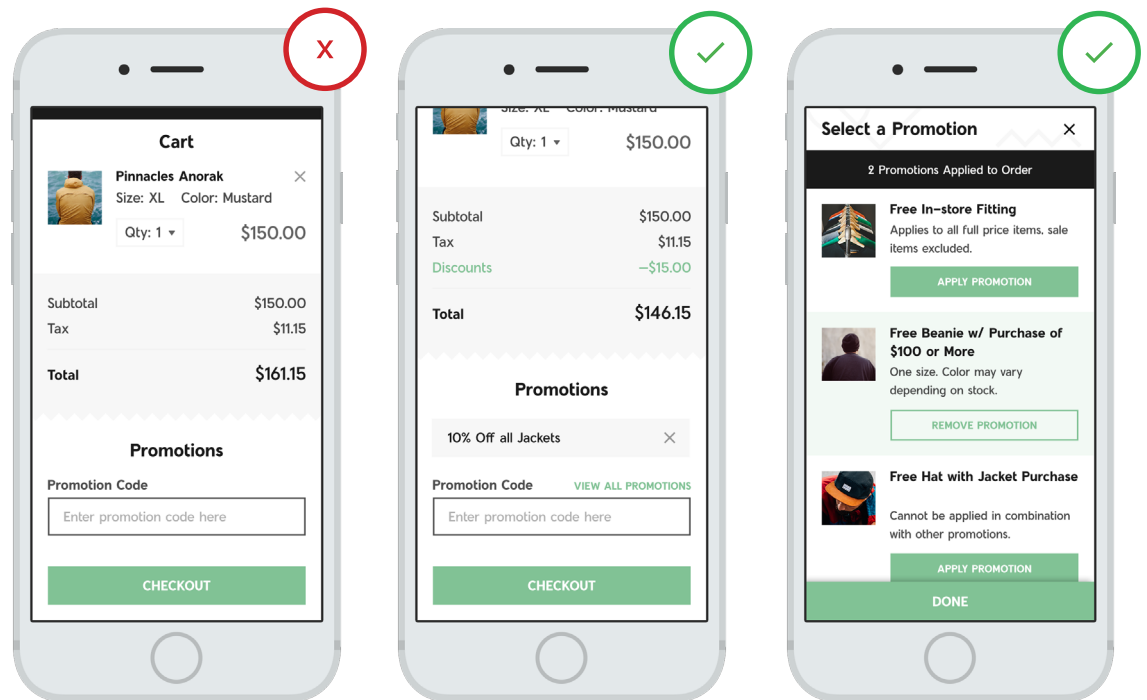 X
Cart
Pinnacles Anorak
Size: XL Color: Mustard
Qty: 1
$150.00
Subtotal $150.00
Tax $11.15
Total $161.15
Promotions
Promotion Code
Enter promotion code here
CHECKOUT
Size: XL Color: Mustard
Qty: 1
$150.00
Subtotal $150.00
Tax $11.15
Discounts –$15.00
Total $146.15
Promotions
10% Off all Jackets
Promotion Code VIEW ALL PROMOTIONS
Enter promotion code here
CHECKOUT
Select a Promotion
2 Promotions Applied to Order
Free In-store Fitting
Applies to all full price items, sale
items excluded.
APPLY PROMOTION
Free Beanie w/ Purchase of
$100 or More
One size. Color may vary
depending on stock.
REMOVE PROMOTION
Free Hat with Jacket Purchase
Cannot be applied in combination
with other promotions.
APPLY PROMOTION
DONE